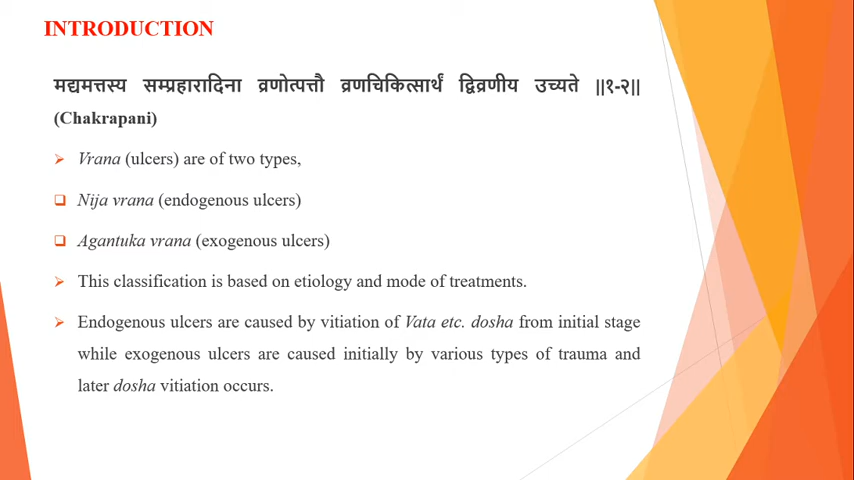 INTRODUCTION
मद्यमत्तस्य सम्प्रहारादिना व्रणोत्पत्तौ व्रणचिकित्सार्थं द्विव्रणीय उच्यते ||१-२||
(Chakrapani)
Vrana (ulcers) are of two types,
Nija vrana (endogenous ulcers)
Agantuka vrana (exogenous ulcers)
This classification is based on etiology and mode of treatments.
Endogenous ulcers are caused by vitiation of Vata etc. dosha from initial stage
while exogenous ulcers are caused initially by various types of trauma and
later dosha vitiation occurs.